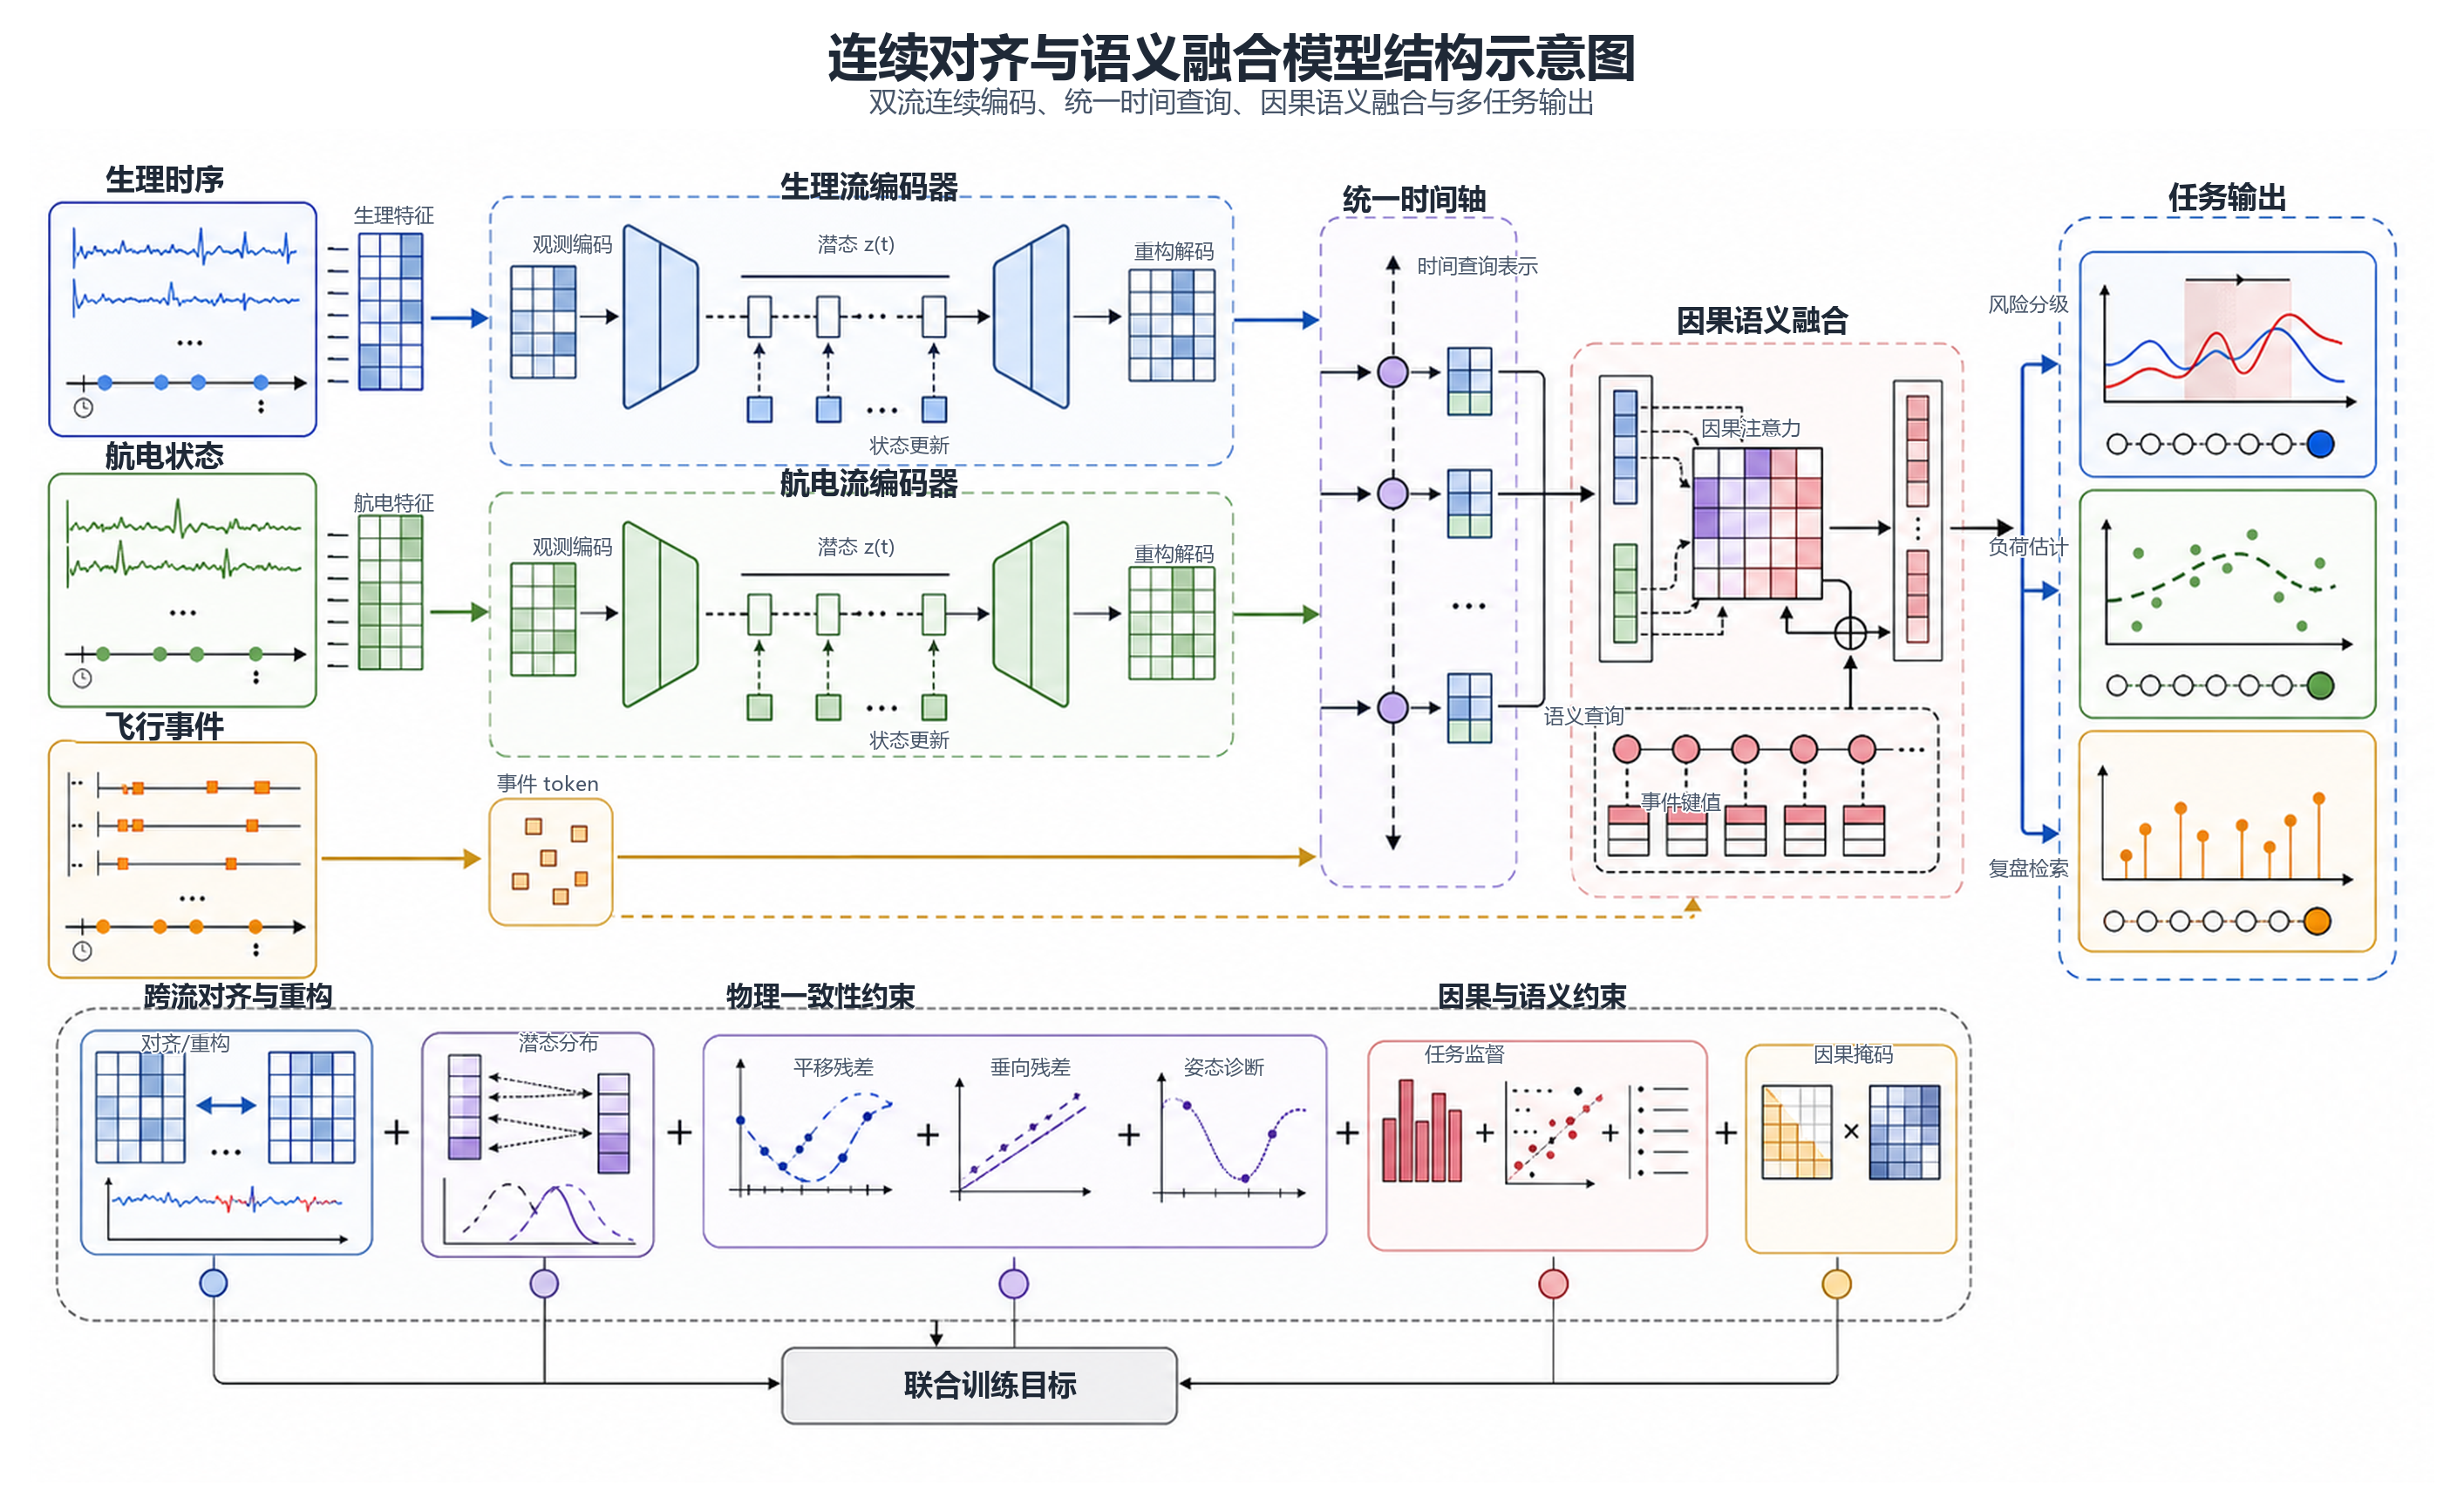 连续对齐与语义融合模型结构示意图
双流连续编码、统一时间查询、因果语义融合与多任务输出
生理时序
生理特征
生理流编码器
观测编码
潜态 z(t)
重构解码
状态更新
航电状态
航电特征
航电流编码器
观测编码
潜态 z(t)
重构解码
状态更新
飞行事件
事件 token
统一时间轴
时间查询表示
因果语义融合
因果注意力
语义查询
事件键值
任务输出
风险分级
负荷估计
复盘检索
跨流对齐与重构
物理一致性约束
因果与语义约束
对齐/重构
潜态分布
平移残差
垂向残差
姿态诊断
任务监督
因果掩码
联合训练目标